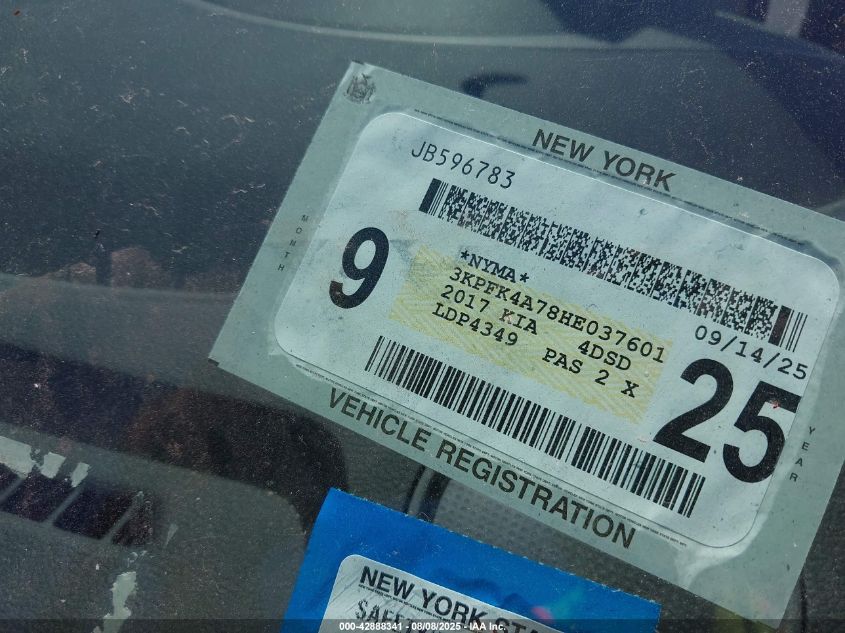 NEW YORK
JB596783
MONTH
9
*NYMA*
3KPFK4A78HE037601
2017 KIA 4DSD
LDP4349 PAS 2 X
09/14/25
25
YEAR
VEHICLE REGISTRATION
NEW YORK
000-42888341 - 08/08/2025 - IAA Inc.